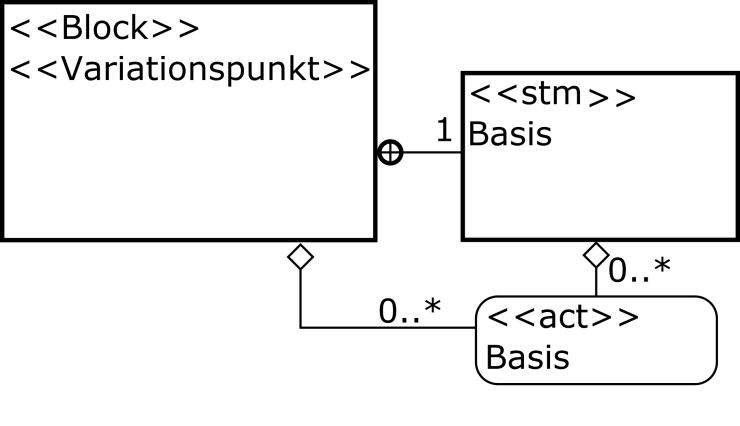 <<Block>>
<<Variationspunkt>>
<<stm>>
Basis
1
0..*
0..*
<<act>>
Basis